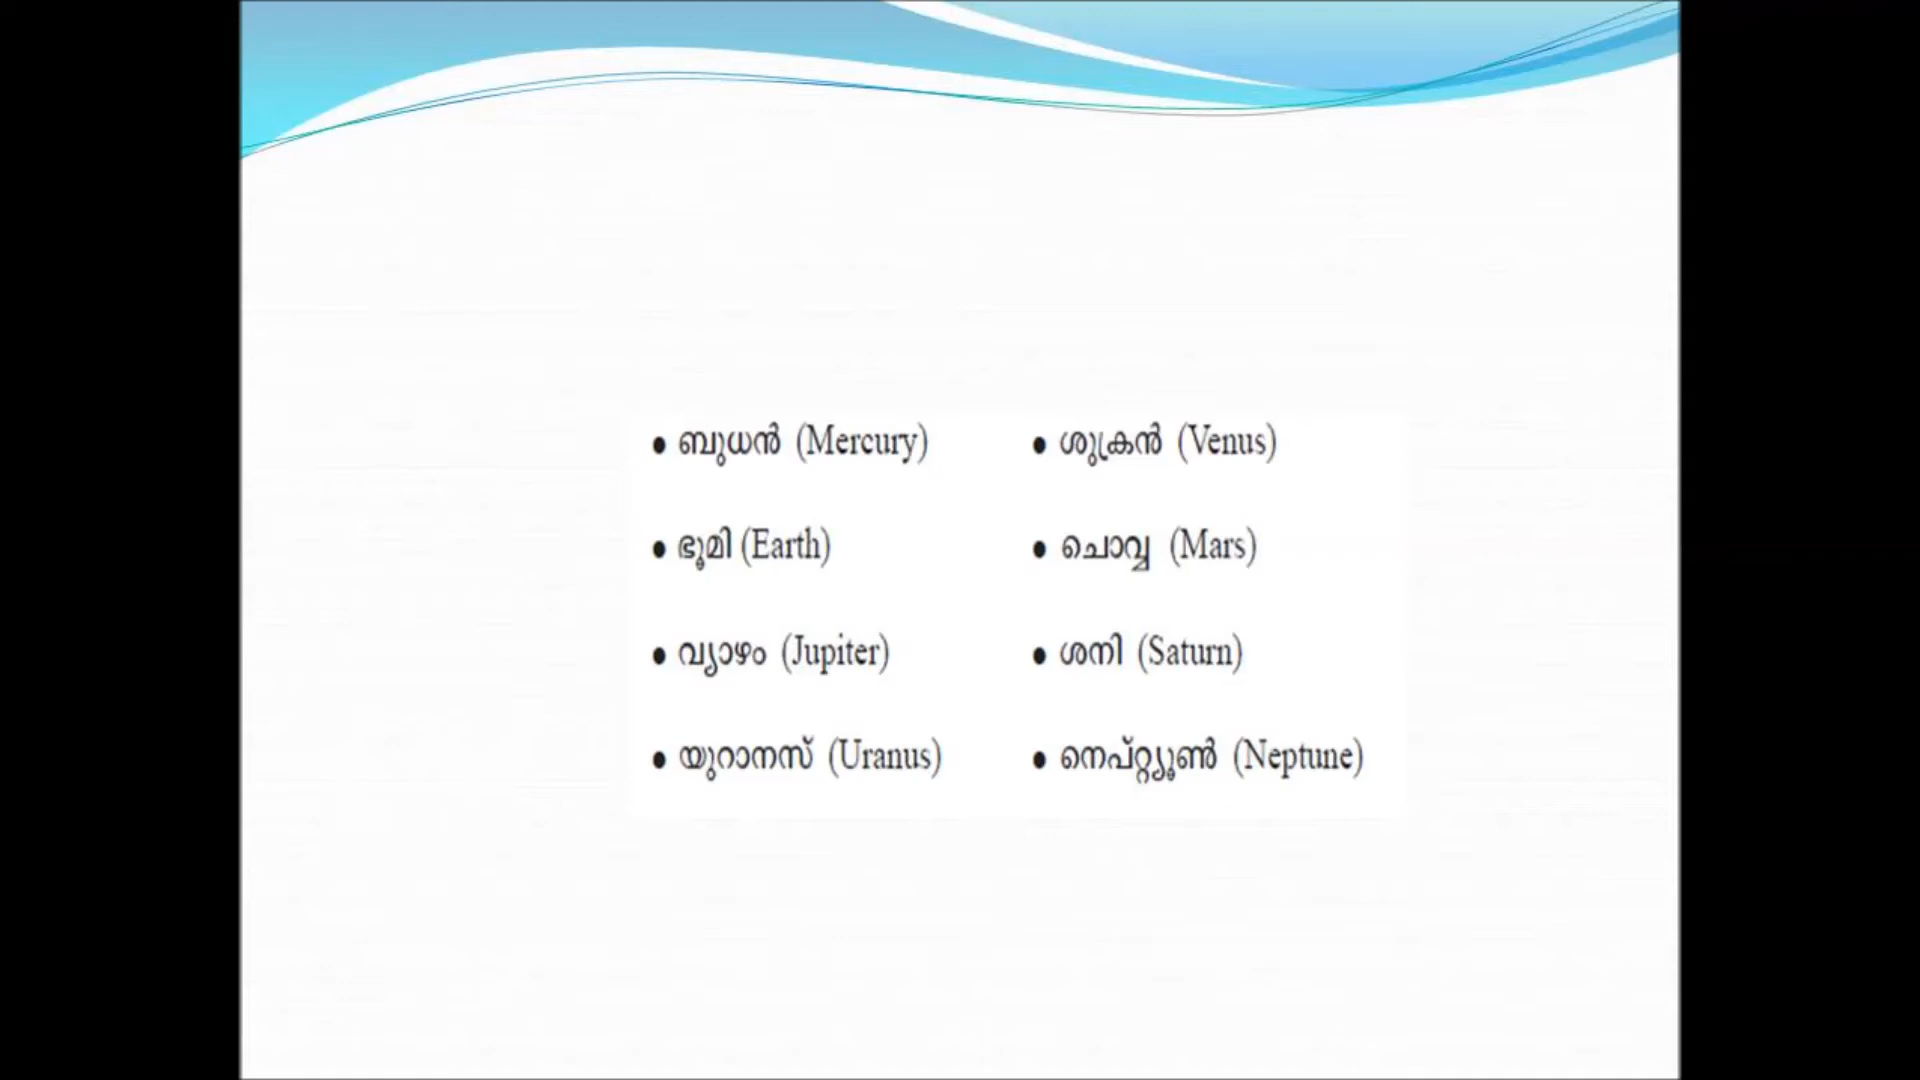 • ബുധൻ (Mercury) • ശുക്രൻ (Venus)
• ഭൂമി (Earth) • ചൊവ്വ (Mars)
• വ്യാഴം (Jupiter) • ശനി (Saturn)
• യുറാനസ് (Uranus) • നെപ്റ്റ്യൂൺ (Neptune)